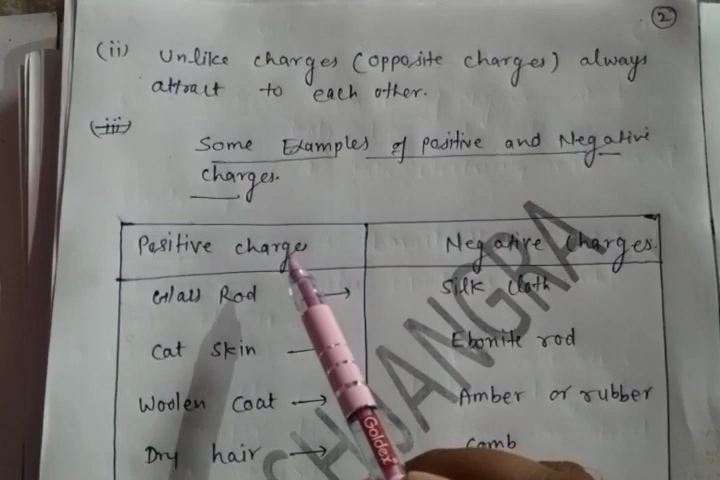 2
(ii) Unlike charges (opposite charges) always
attract to each other.
(iii)
Some Examples of positive and Negative
charges.
Positive charge Negative Charges.
Glass Rod → Silk Cloth
Cat skin Ebonite rod
Woolen Coat → Amber or rubber
Dry hair → Comb
Goldex